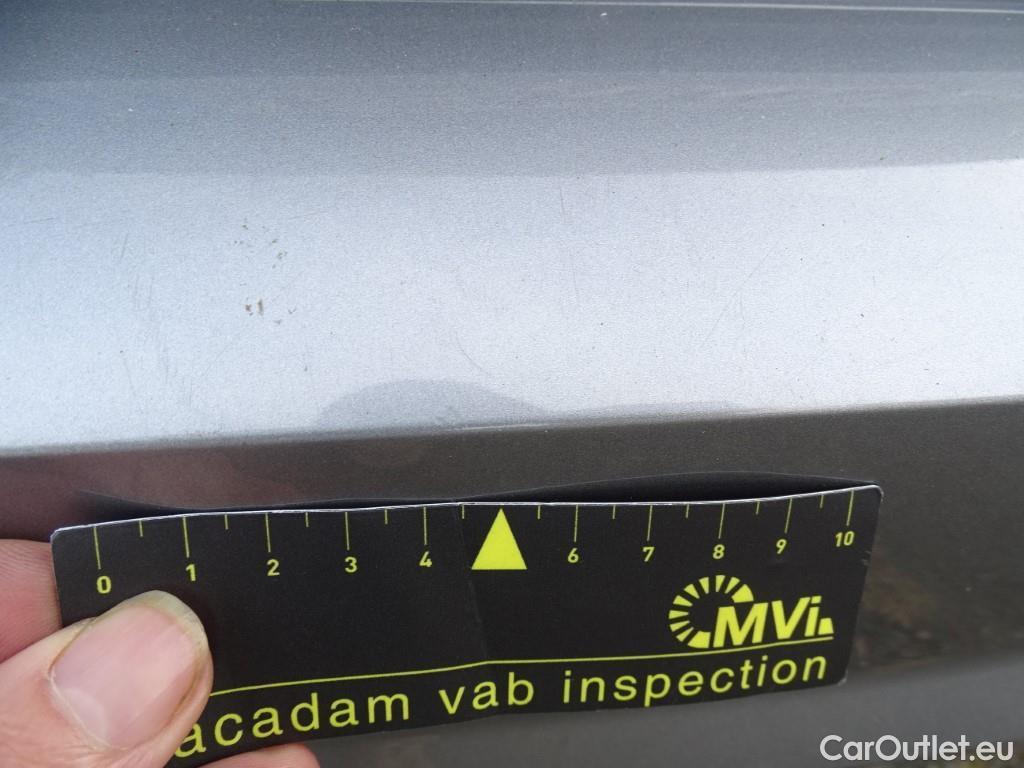 0 1 2 3 4 6 7 8 9 10
MVi.
acadam vab inspection
CarOutlet.eu